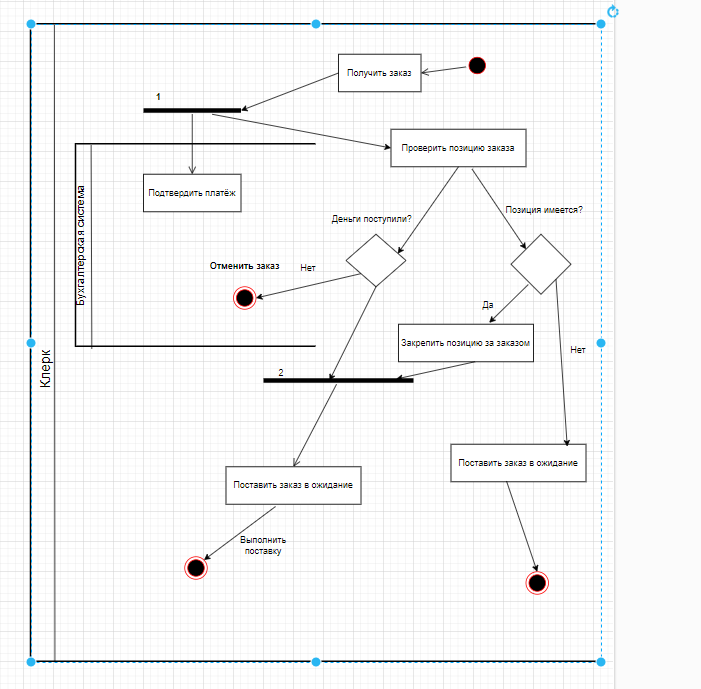 Получить заказ
1
Проверить позицию заказа
Подтвердить платёж
Бухгалтерская система
Деньги поступили?
Позиция имеется?
Отменить заказ
Нет
Да
Закрепить позицию за заказом
Нет
Клерк
2
Поставить заказ в ожидание
Поставить заказ в ожидание
Выполнить
поставку